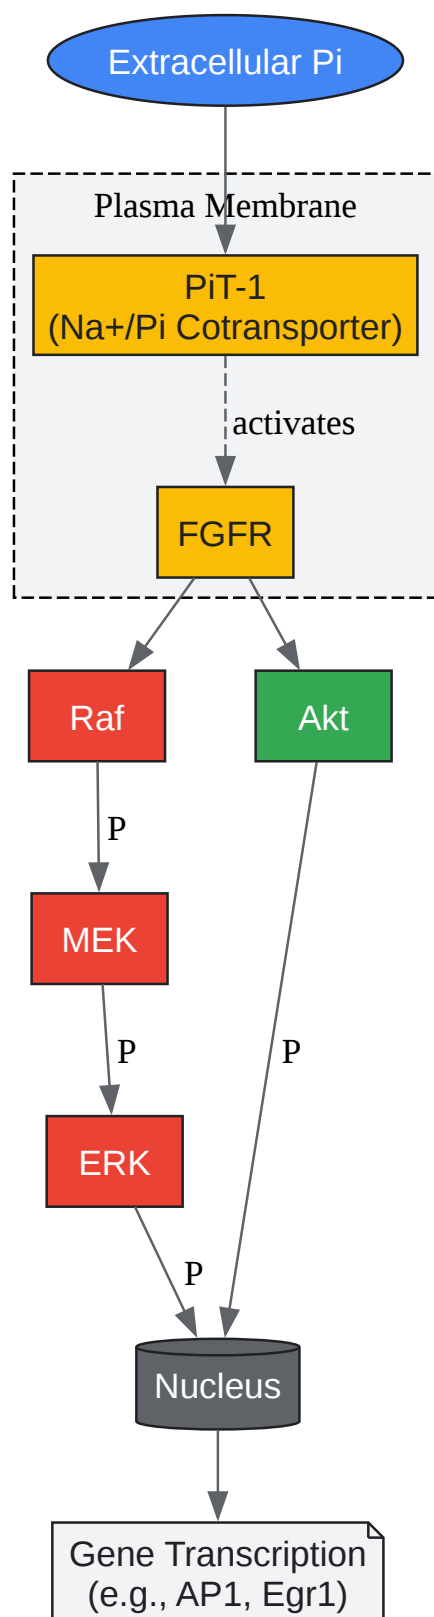 Extracellular Pi
Plasma Membrane
PiT-1
(Na+/Pi Cotransporter)
activates
FGFR
Raf
Akt
P
MEK
P
P
ERK
P
Nucleus
Gene Transcription
(e.g., AP1, Egr1)